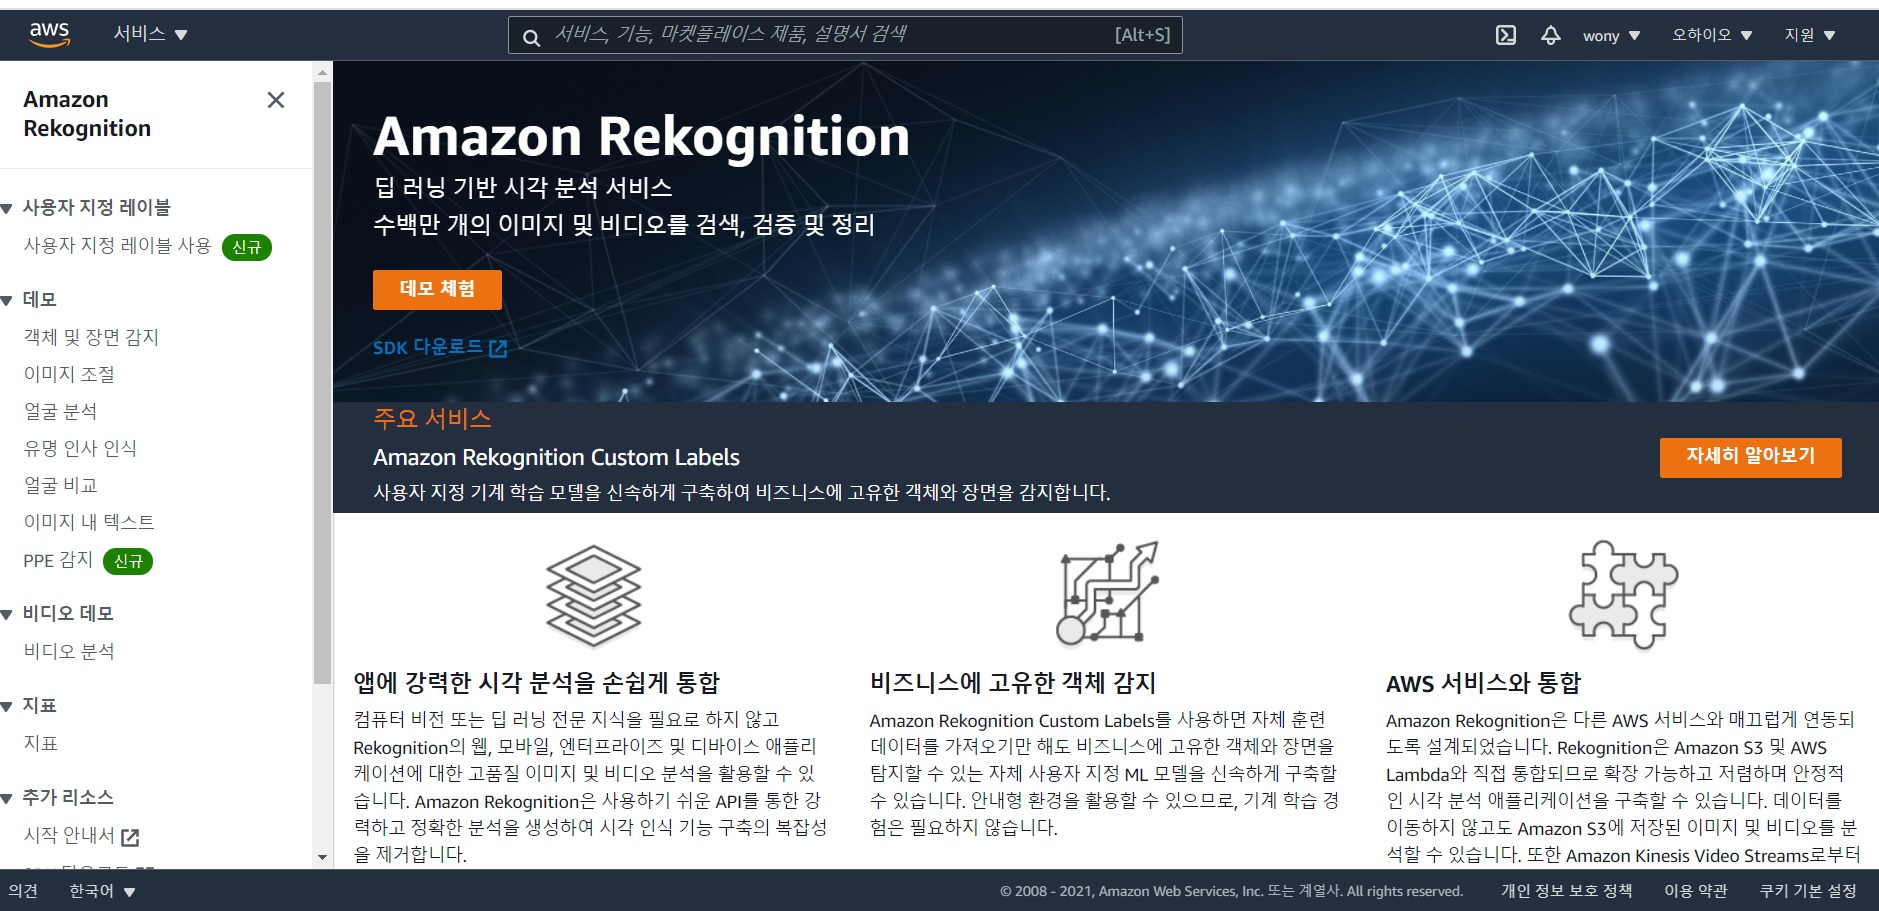 aws 서비스 ▼ 서비스, 기능, 마켓플레이스 제품, 설명서 검색 [Alt+S] wony ▼ 오하이오 ▼ 지원 ▼
Amazon
Rekognition
사용자 지정 레이블
사용자 지정 레이블 사용 신규
데모
객체 및 장면 감지
이미지 조절
얼굴 분석
유명 인사 인식
얼굴 비교
이미지 내 텍스트
PPE 감지 신규
비디오 데모
비디오 분석
지표
지표
추가 리소스
시작 안내서
Amazon Rekognition
딥 러닝 기반 시각 분석 서비스
수백만 개의 이미지 및 비디오를 검색, 검증 및 정리
데모 체험
SDK 다운로드
주요 서비스
Amazon Rekognition Custom Labels
사용자 지정 기계 학습 모델을 신속하게 구축하여 비즈니스에 고유한 객체와 장면을 감지합니다.
자세히 알아보기
앱에 강력한 시각 분석을 손쉽게 통합
컴퓨터 비전 또는 딥 러닝 전문 지식을 필요로 하지 않고
Rekognition의 웹, 모바일, 엔터프라이즈 및 디바이스 애플리
케이션에 대한 고품질 이미지 및 비디오 분석을 활용할 수 있
습니다. Amazon Rekognition은 사용하기 쉬운 API를 통한 강
력하고 정확한 분석을 생성하여 시각 인식 기능 구축의 복잡성
을 제거합니다.
비즈니스에 고유한 객체 감지
Amazon Rekognition Custom Labels를 사용하면 자체 훈련
데이터를 가져오기만 해도 비즈니스에 고유한 객체와 장면을
탐지할 수 있는 자체 사용자 지정 ML 모델을 신속하게 구축할
수 있습니다. 안내형 환경을 활용할 수 있으므로, 기계 학습 경
험은 필요하지 않습니다.
AWS 서비스와 통합
Amazon Rekognition은 다른 AWS 서비스와 매끄럽게 연동되
도록 설계되었습니다. Rekognition은 Amazon S3 및 AWS
Lambda와 직접 통합되므로 확장 가능하고 저렴하며 안정적
인 시각 분석 애플리케이션을 구축할 수 있습니다. 데이터를
이동하지 않고도 Amazon S3에 저장된 이미지 및 비디오를 분
석할 수 있습니다. 또한 Amazon Kinesis Video Streams로부터
의견 한국어 ▼ © 2008 - 2021, Amazon Web Services, Inc. 또는 계열사. All rights reserved. 개인 정보 보호 정책 이용 약관 쿠키 기본 설정